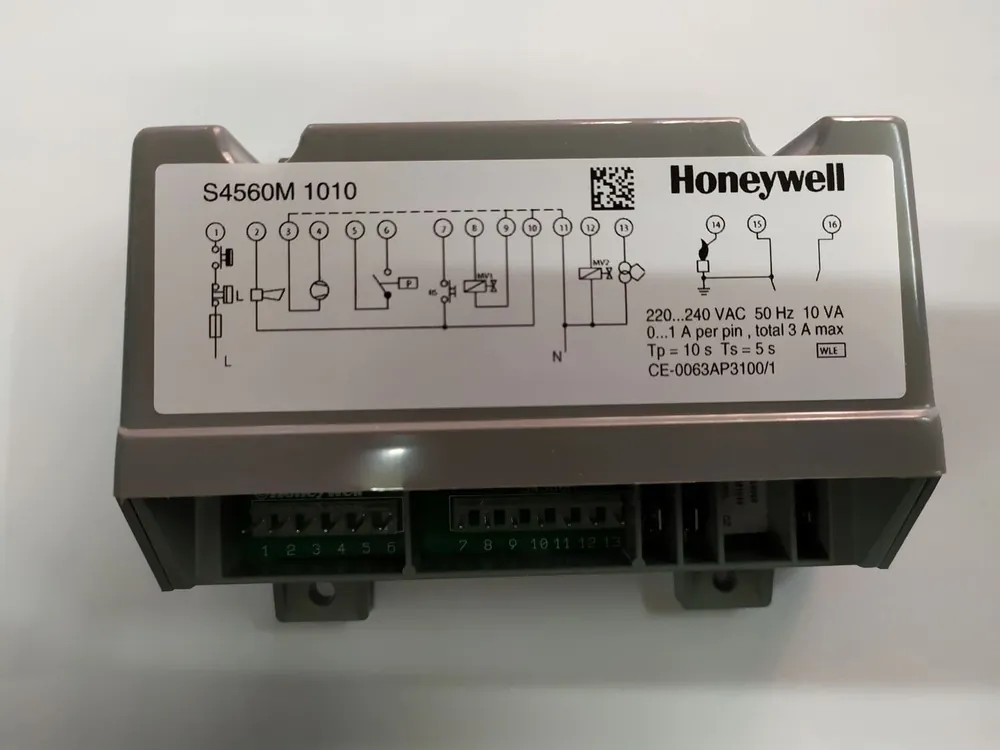 S4560M 1010
Honeywell
1 2 3 4 5 6 7 8 9 10 11 12 13 14 15 16
MV1
MV2
L
P
RS
L
N
220...240 VAC 50 Hz 10 VA
0...1 A per pin , total 3 A max
Tp = 10 s Ts = 5 s
WLE
CE-0063AP3100/1
Honeywell
1 2 3 4 5 6
7 8 9 10 11 12 13